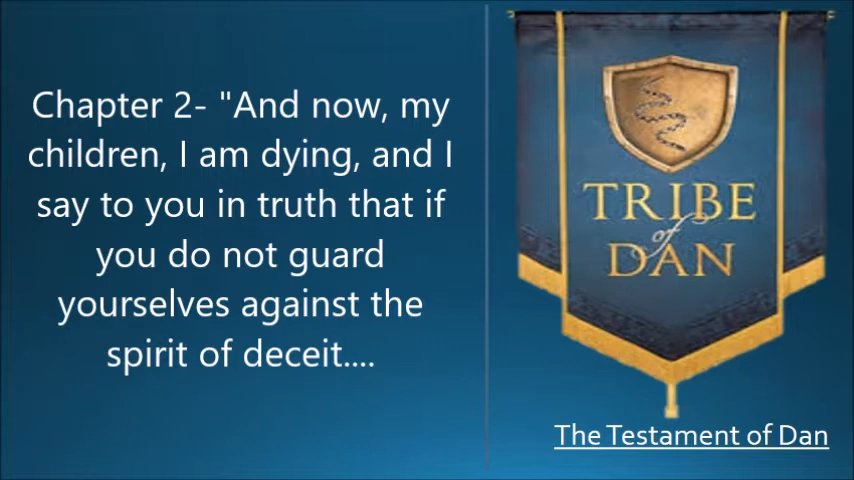 Chapter 2- "And now, my
children, I am dying, and I
say to you in truth that if
you do not guard
yourselves against the
spirit of deceit....
TRIBE
of
DAN
The Testament of Dan